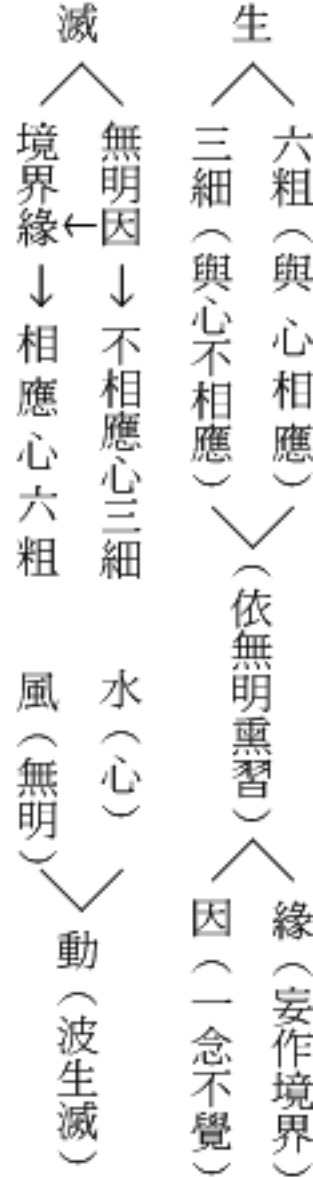 生
六粗（與心相應）
三細（與心不相應）
（依無明熏習）
緣（妄作境界）
因（一念不覺）
滅
無明因→不相應心三細
境界緣→相應心六粗
水（心）
風（無明）
動（波生滅）